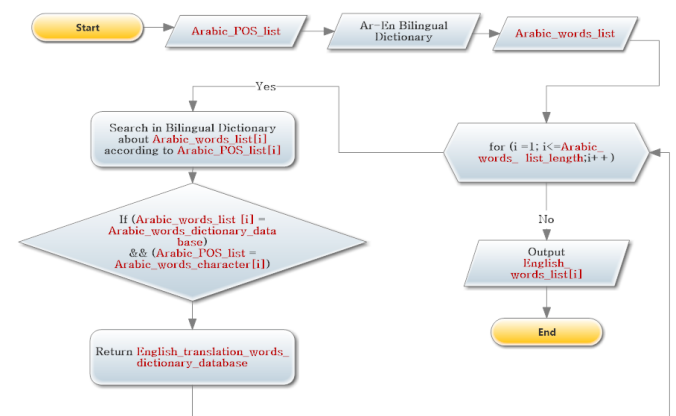 Start
Arabic_POS_list
Ar-En Bilingual
Dictionary
Arabic_words_list
Yes
Search in Bilingual Dictionary
about Arabic_words_list[i]
according to Arabic_POS_list[i]
for (i =1; i<=Arabic_
words_ list_length;i++)
If (Arabic_words_list [i] =
Arabic_words_dictionary_data
base)
&& (Arabic_POS_list =
Arabic_words_character[i])
No
Output
English_
words_list[i]
End
Return English_translation_words_
dictionary_database